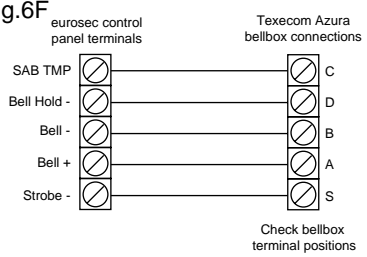 g.6F
eurosec control
panel terminals
Texecom Azura
bellbox connections
SAB TMP
C
Bell Hold -
D
Bell -
B
Bell +
A
Strobe -
S
Check bellbox
terminal positions